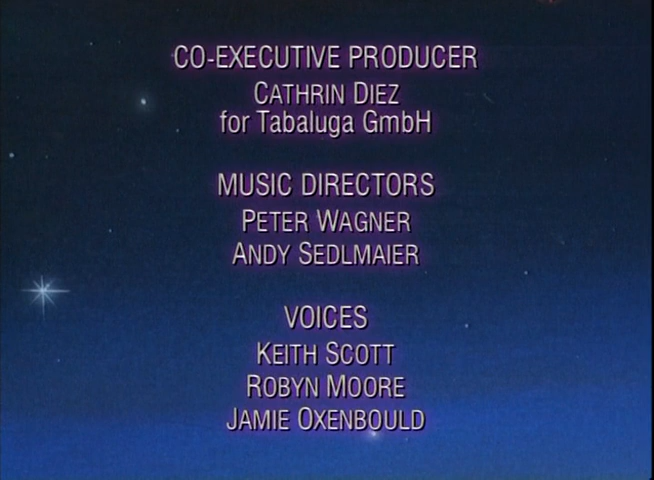 CO-EXECUTIVE PRODUCER
CATHRIN DIEZ
for Tabaluga GmbH
MUSIC DIRECTORS
PETER WAGNER
ANDY SEDLMAIER
VOICES
KEITH SCOTT
ROBYN MOORE
JAMIE OXENBOULD